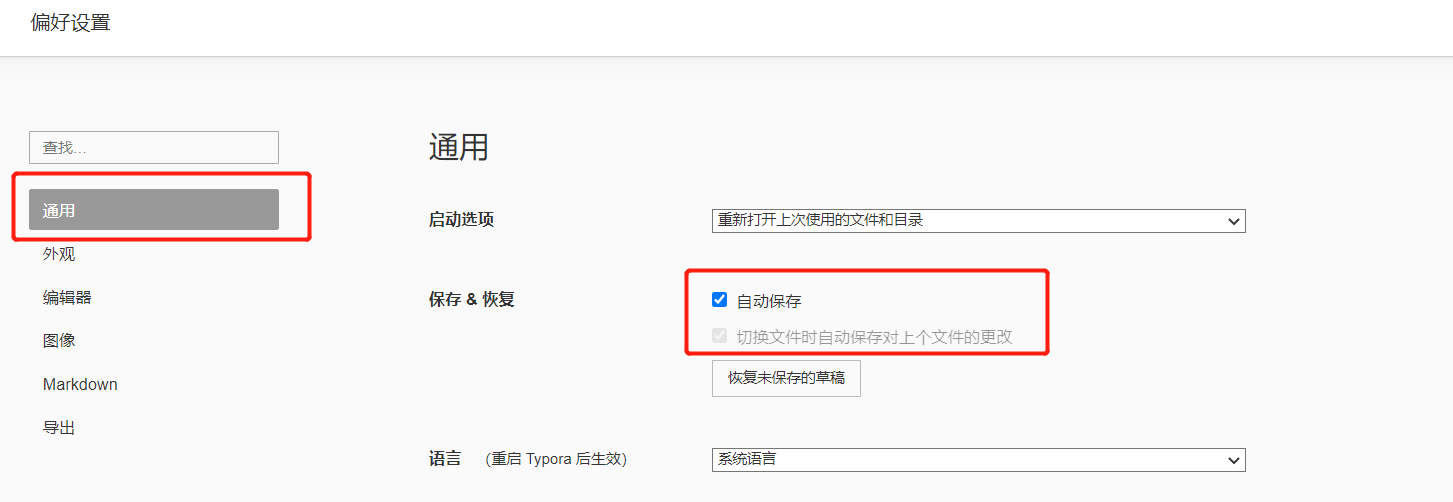 偏好设置
查找...
通用
外观
编辑器
图像
Markdown
导出
通用
启动选项
重新打开上次使用的文件和目录
保存 & 恢复
自动保存
切换文件时自动保存对上个文件的更改
恢复未保存的草稿
语言 (重启 Typora 后生效)
系统语言